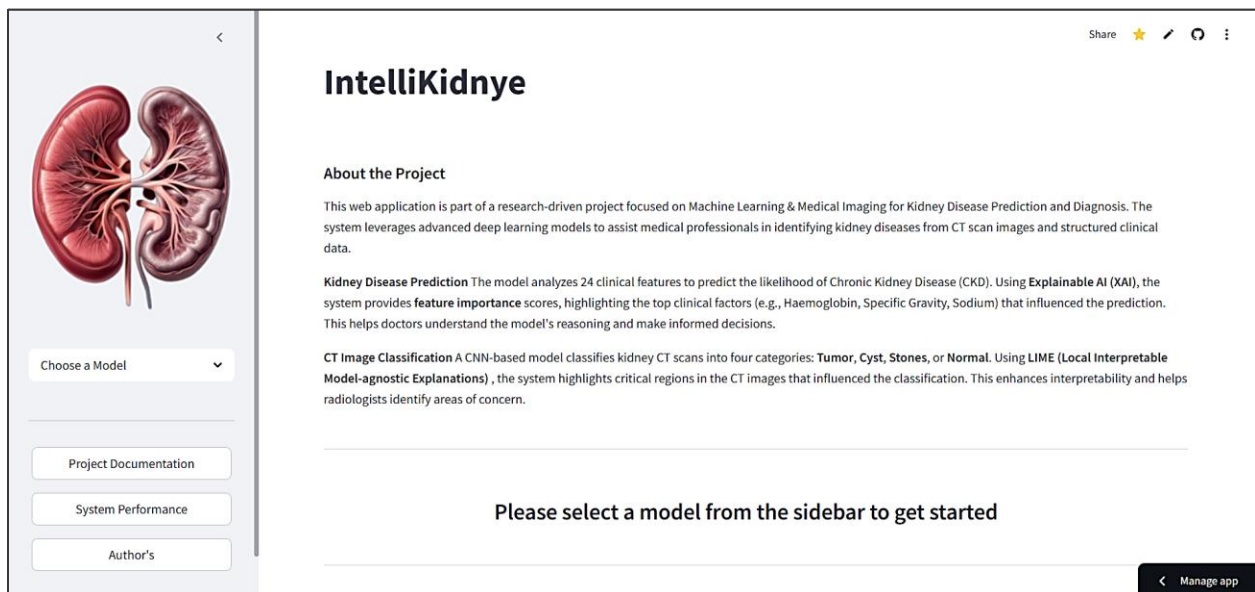 Share
IntelliKidnye
About the Project
This web application is part of a research-driven project focused on Machine Learning & Medical Imaging for Kidney Disease Prediction and Diagnosis. The
system leverages advanced deep learning models to assist medical professionals in identifying kidney diseases from CT scan images and structured clinical
data.
Kidney Disease Prediction The model analyzes 24 clinical features to predict the likelihood of Chronic Kidney Disease (CKD). Using Explainable AI (XAI), the
system provides feature importance scores, highlighting the top clinical factors (e.g., Haemoglobin, Specific Gravity, Sodium) that influenced the prediction.
This helps doctors understand the model's reasoning and make informed decisions.
CT Image Classification A CNN-based model classifies kidney CT scans into four categories: Tumor, Cyst, Stones, or Normal. Using LIME (Local Interpretable
Model-agnostic Explanations) , the system highlights critical regions in the CT images that influenced the classification. This enhances interpretability and helps
radiologists identify areas of concern.
Please select a model from the sidebar to get started
Choose a Model
Project Documentation
System Performance
Author's
Manage app